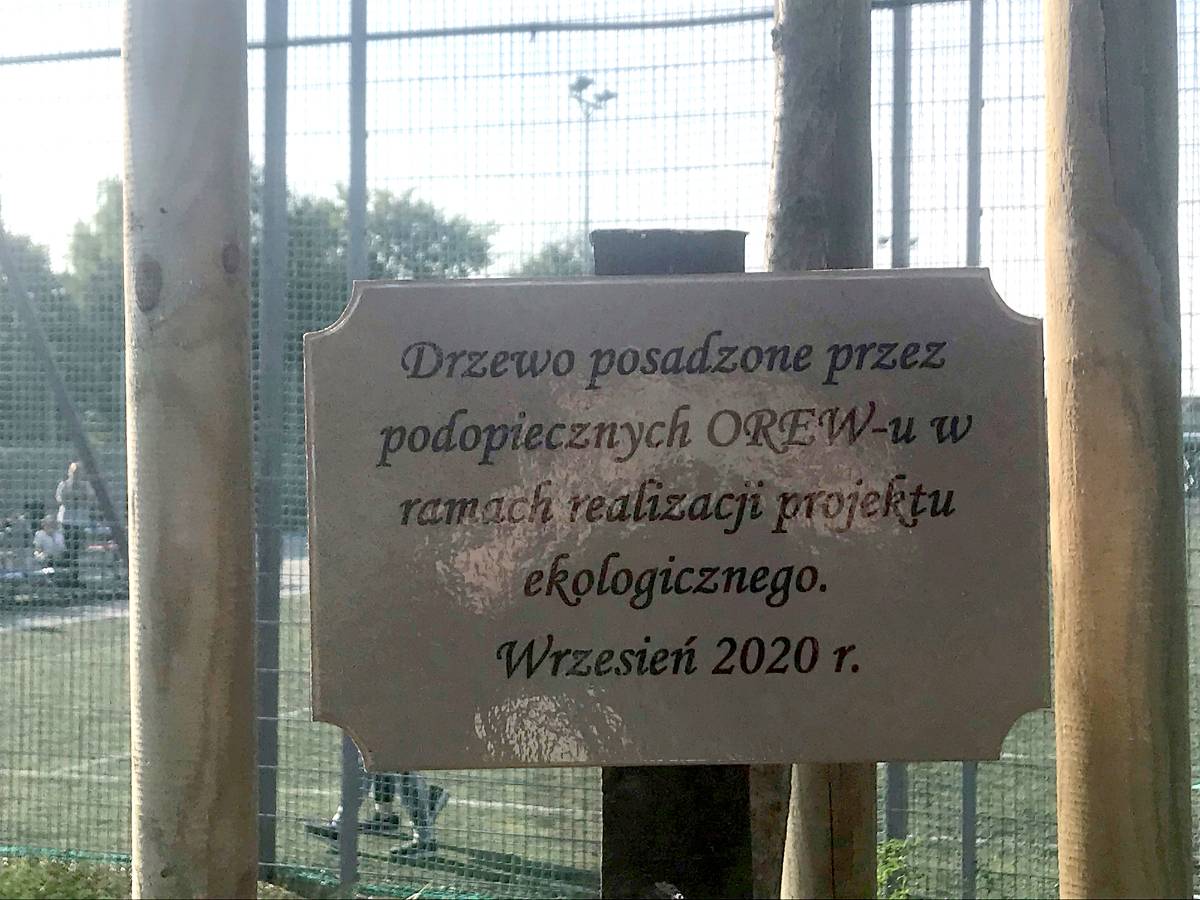 Drzewo posadzone przez
podopiecznych OREW-u w
ramach realizacji projektu
ekologicznego.
Wrzesień 2020 r.